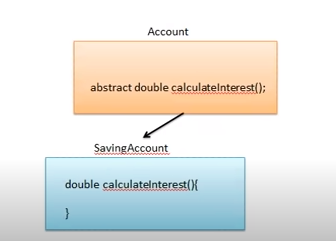 Account
abstract double calculateInterest();
SavingAccount
double calculateInterest(){
}